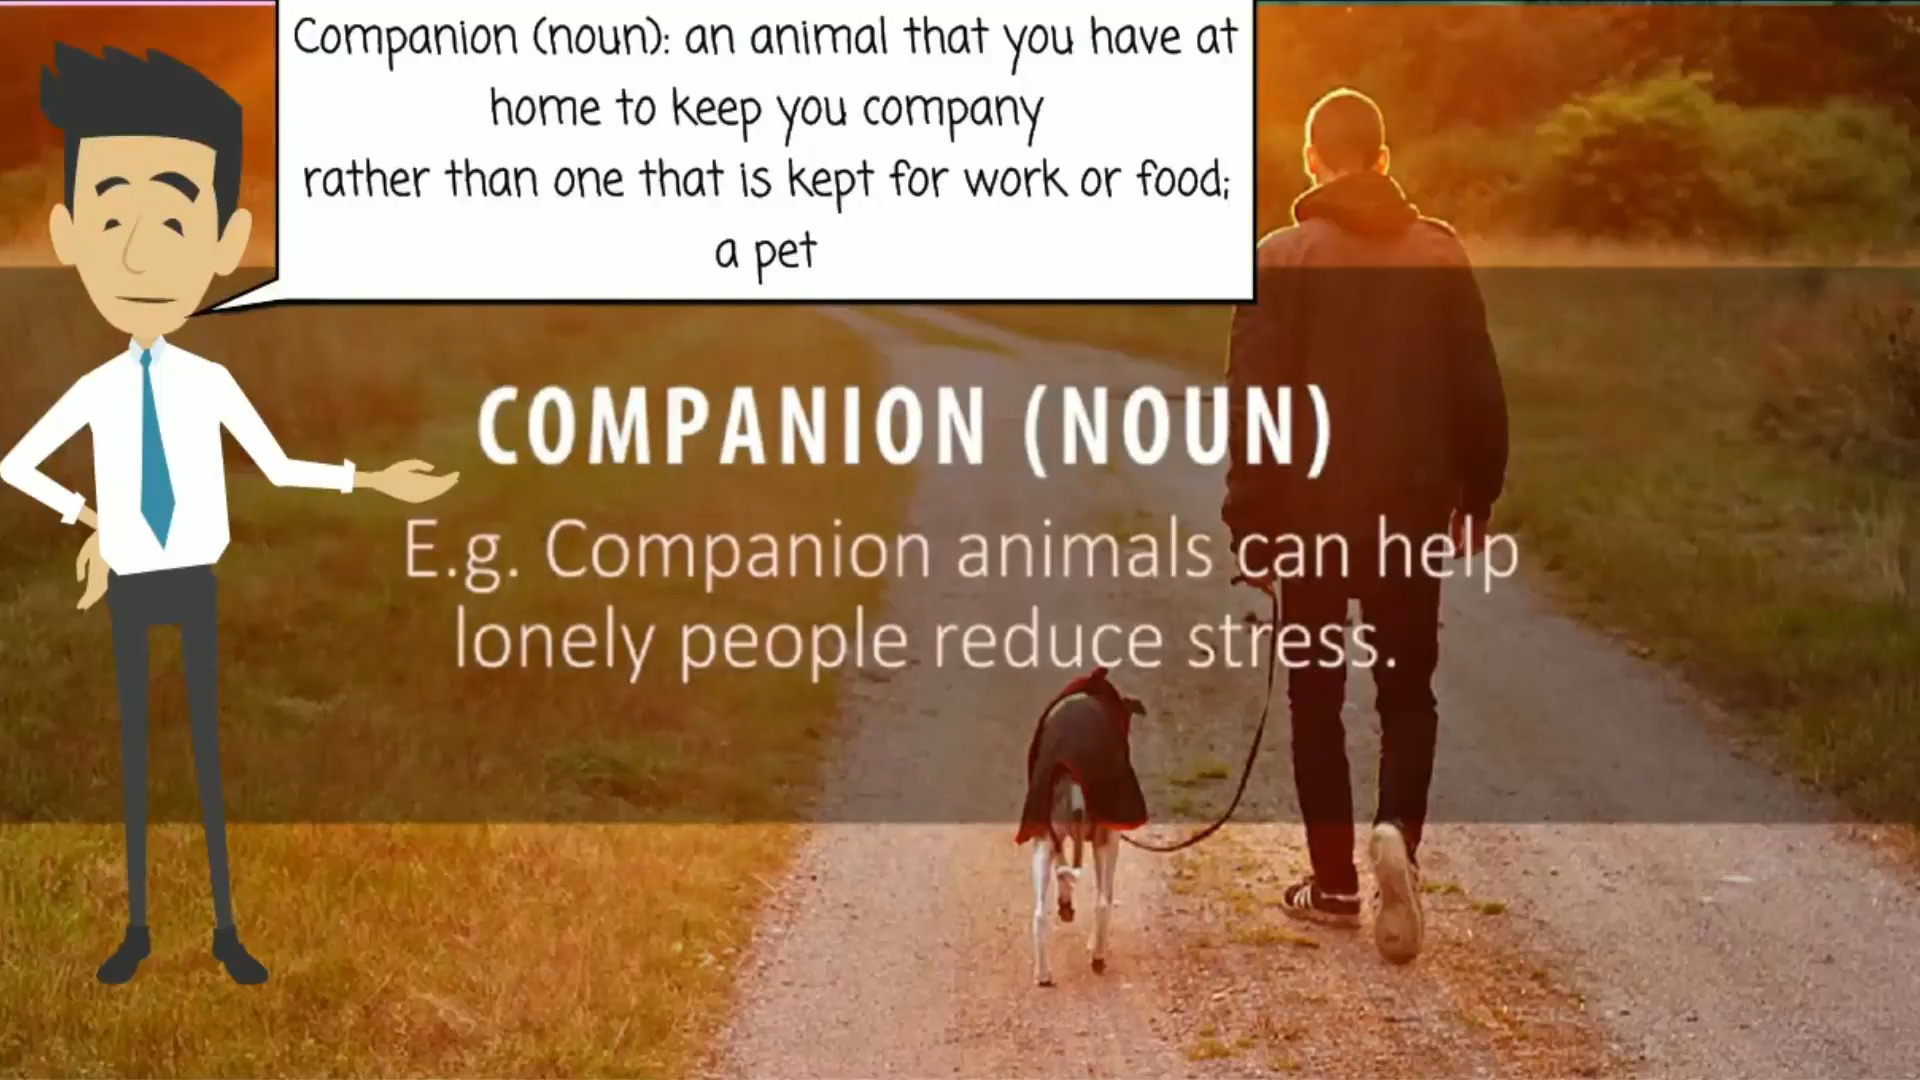 Companion (noun): an animal that you have at
home to keep you company
rather than one that is kept for work or food;
a pet
COMPANION (NOUN)
E.g. Companion animals can help
lonely people reduce stress.